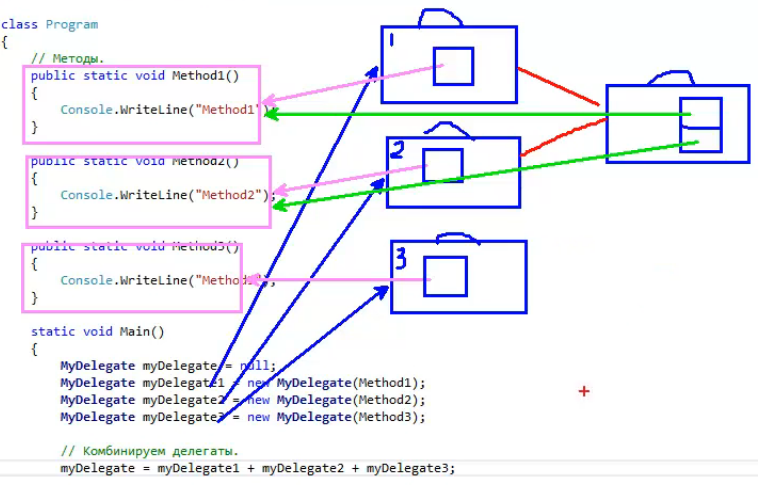 class Program
{
// Методы.
public static void Method1()
{
Console.WriteLine("Method1");
}
public static void Method2()
{
Console.WriteLine("Method2");
}
public static void Method3()
{
Console.WriteLine("Method3");
}
static void Main()
{
MyDelegate myDelegate = null;
MyDelegate myDelegate1 = new MyDelegate(Method1);
MyDelegate myDelegate2 = new MyDelegate(Method2);
MyDelegate myDelegate3 = new MyDelegate(Method3);
// Комбинируем делегаты.
myDelegate = myDelegate1 + myDelegate2 + myDelegate3;
1
2
3